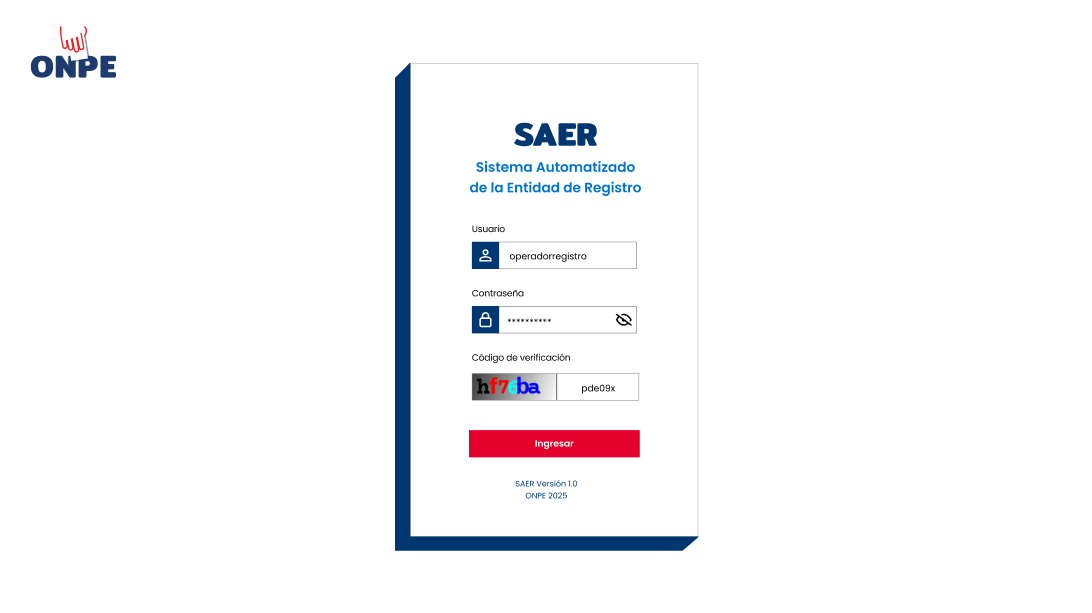 ONPE
SAER
Sistema Automatizado
de la Entidad de Registro
Usuario
operadorregistro
Contraseña
**********
Código de verificación
hf76ba
pde09x
Ingresar
SAER Versión 1.0
ONPE 2025